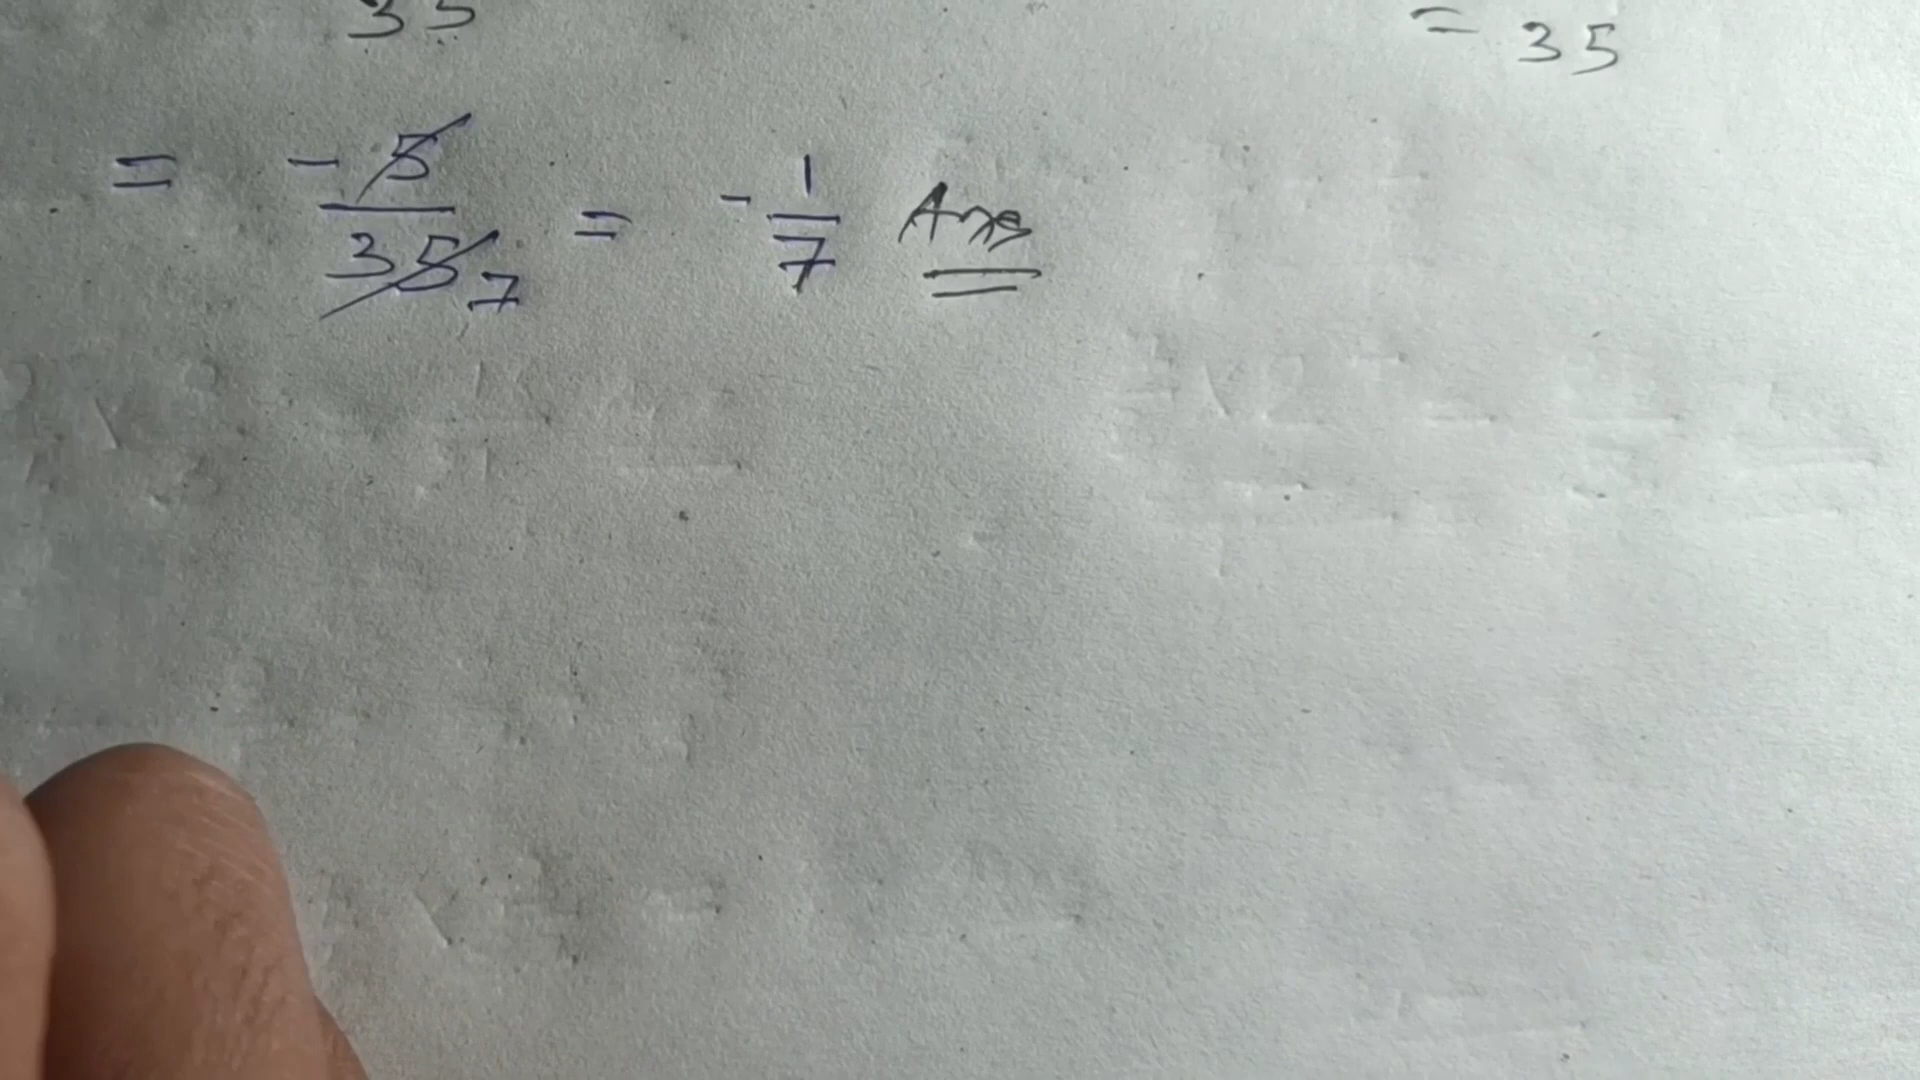 35 = 35
= -5/35 7 = -1/7 Ans